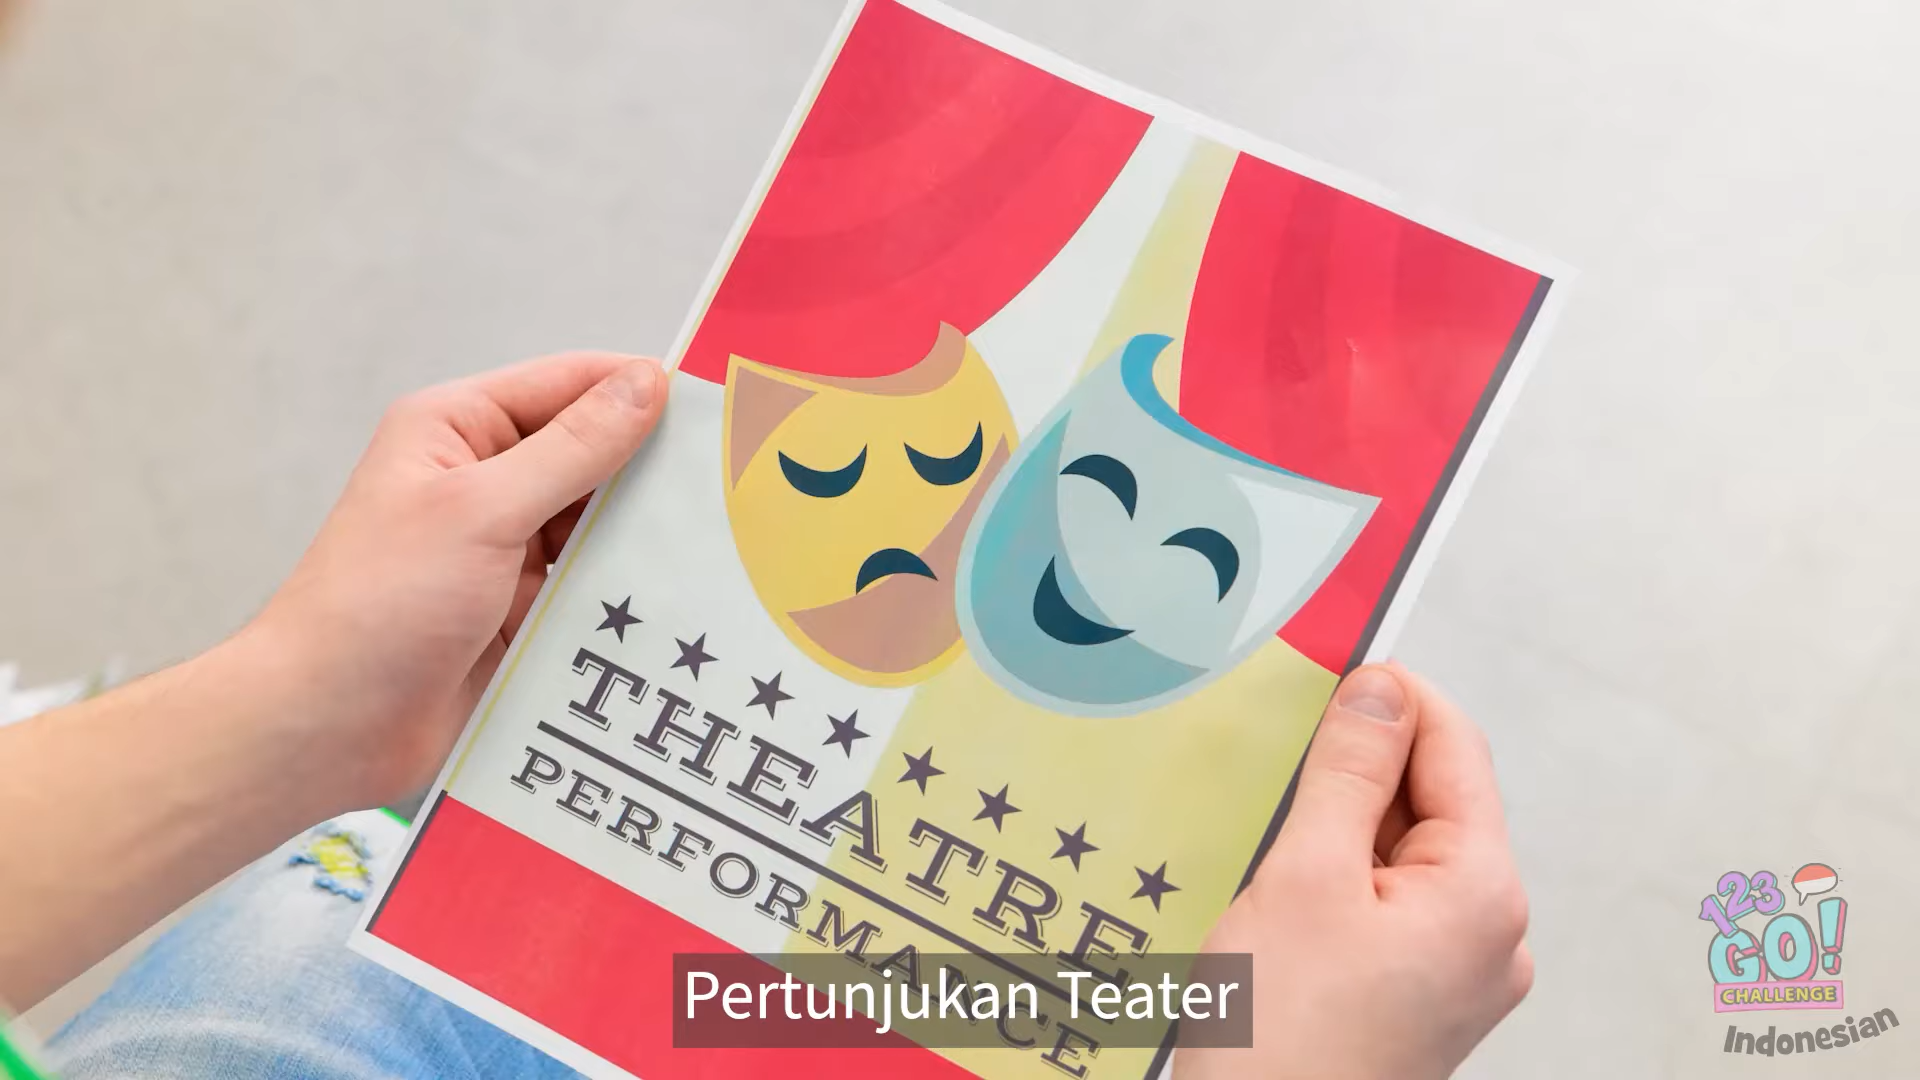 THEATRE
PERFORMANCE
Pertunjukan Teater
123
GO!
CHALLENGE
Indonesian